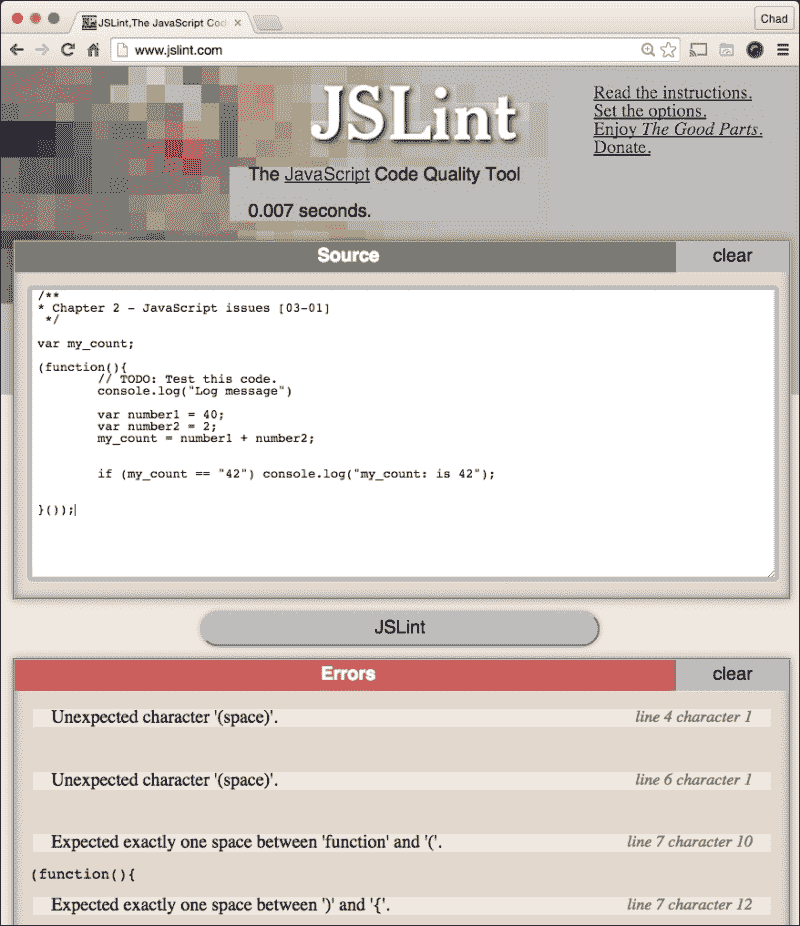 JSLint,The JavaScript Cod
Chad
www.jslint.com
JSLint
Read the instructions.
Set the options.
Enjoy The Good Parts.
Donate.
The JavaScript Code Quality Tool
0.007 seconds.
Source
clear
/**
* Chapter 2 - JavaScript issues [03-01]
*/
var my_count;
(function(){
// TODO: Test this code.
console.log("Log message")
var number1 = 40;
var number2 = 2;
my_count = number1 + number2;
if (my_count == "42") console.log("my_count: is 42");
}());
JSLint
Errors
clear
Unexpected character '(space)'. line 4 character 1
Unexpected character '(space)'. line 6 character 1
Expected exactly one space between 'function' and '('. line 7 character 10
(function(){
Expected exactly one space between ')' and '{'. line 7 character 12